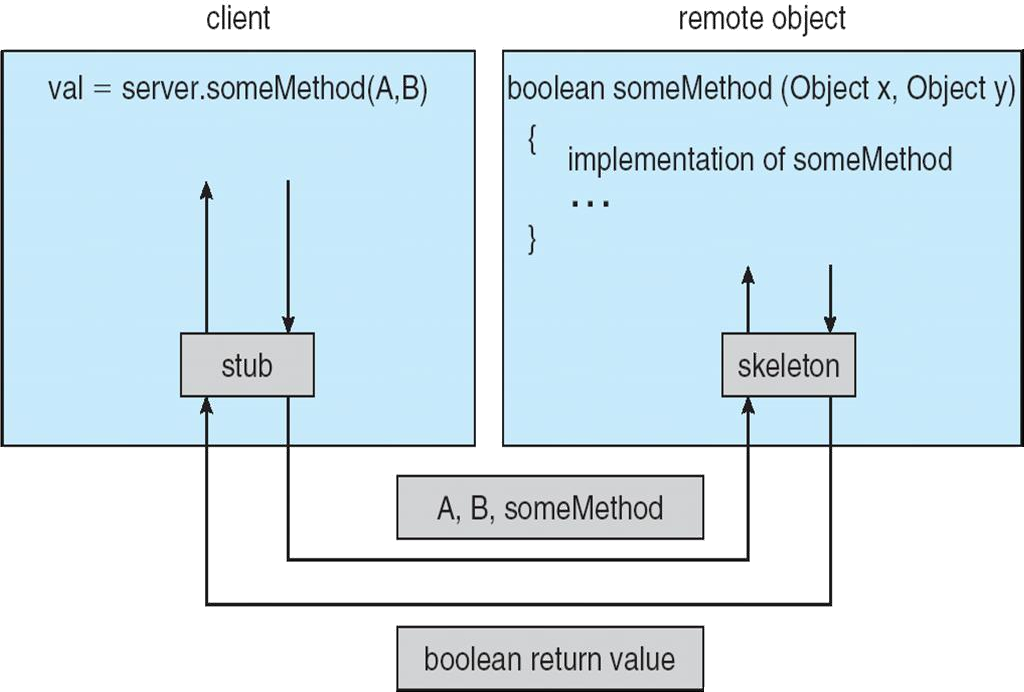 client
remote object
val = server.someMethod(A,B)
boolean someMethod (Object x, Object y)
{
implementation of someMethod
...
}
stub
skeleton
A, B, someMethod
boolean return value